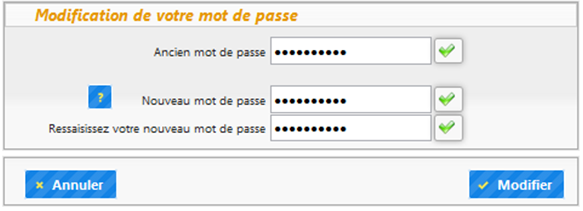 Modification de votre mot de passe
Ancien mot de passe ●●●●●●●●●●
? Nouveau mot de passe ●●●●●●●●●●
Ressaisissez votre nouveau mot de passe ●●●●●●●●●●
Annuler Modifier